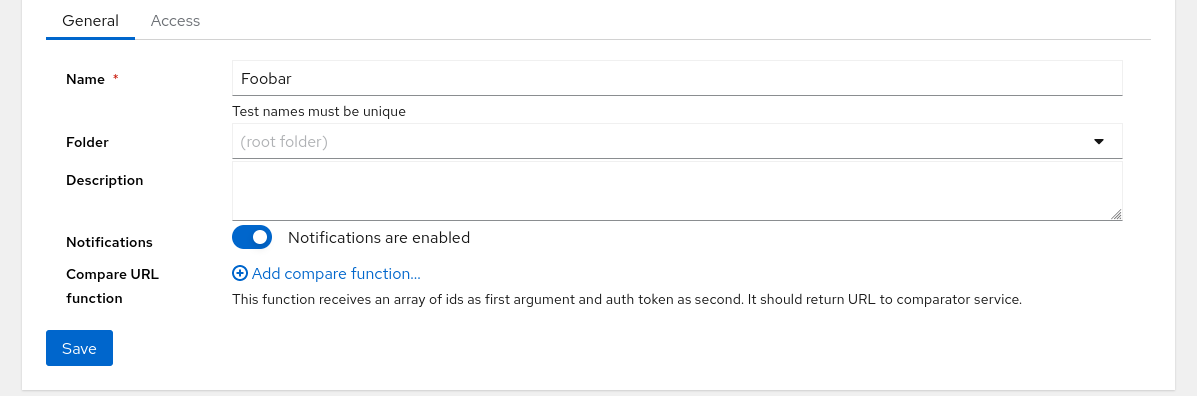 General Access
Name *
Foobar
Test names must be unique
Folder
(root folder)
Description
Notifications
Notifications are enabled
Compare URL
function
Add compare function...
This function receives an array of ids as first argument and auth token as second. It should return URL to comparator service.
Save